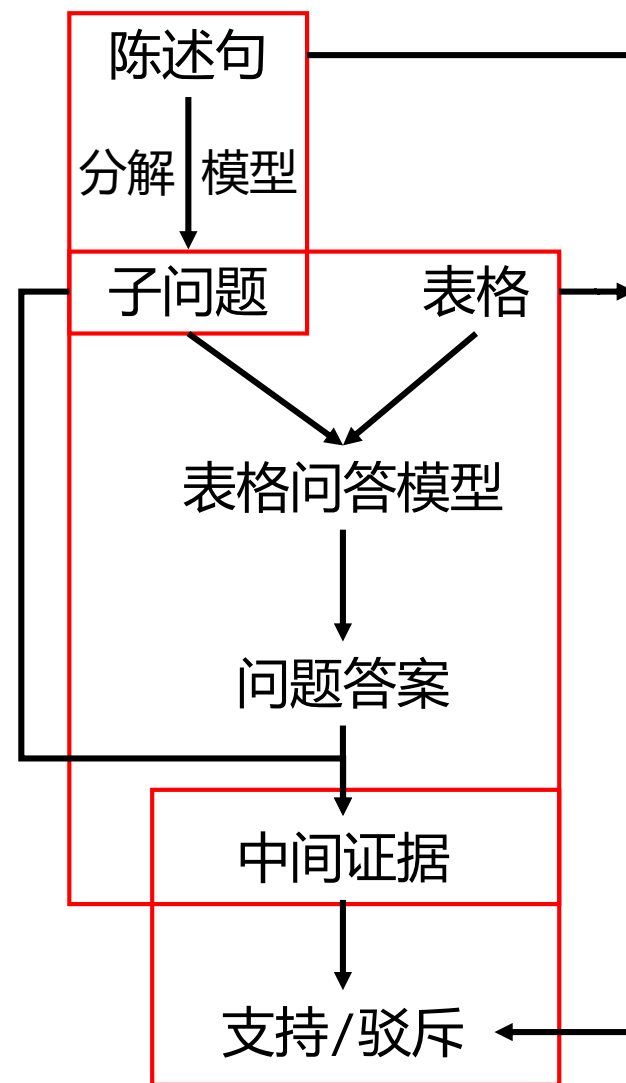 陈述句
分解 模型
子问题 表格
表格问答模型
问题答案
中间证据
支持/驳斥